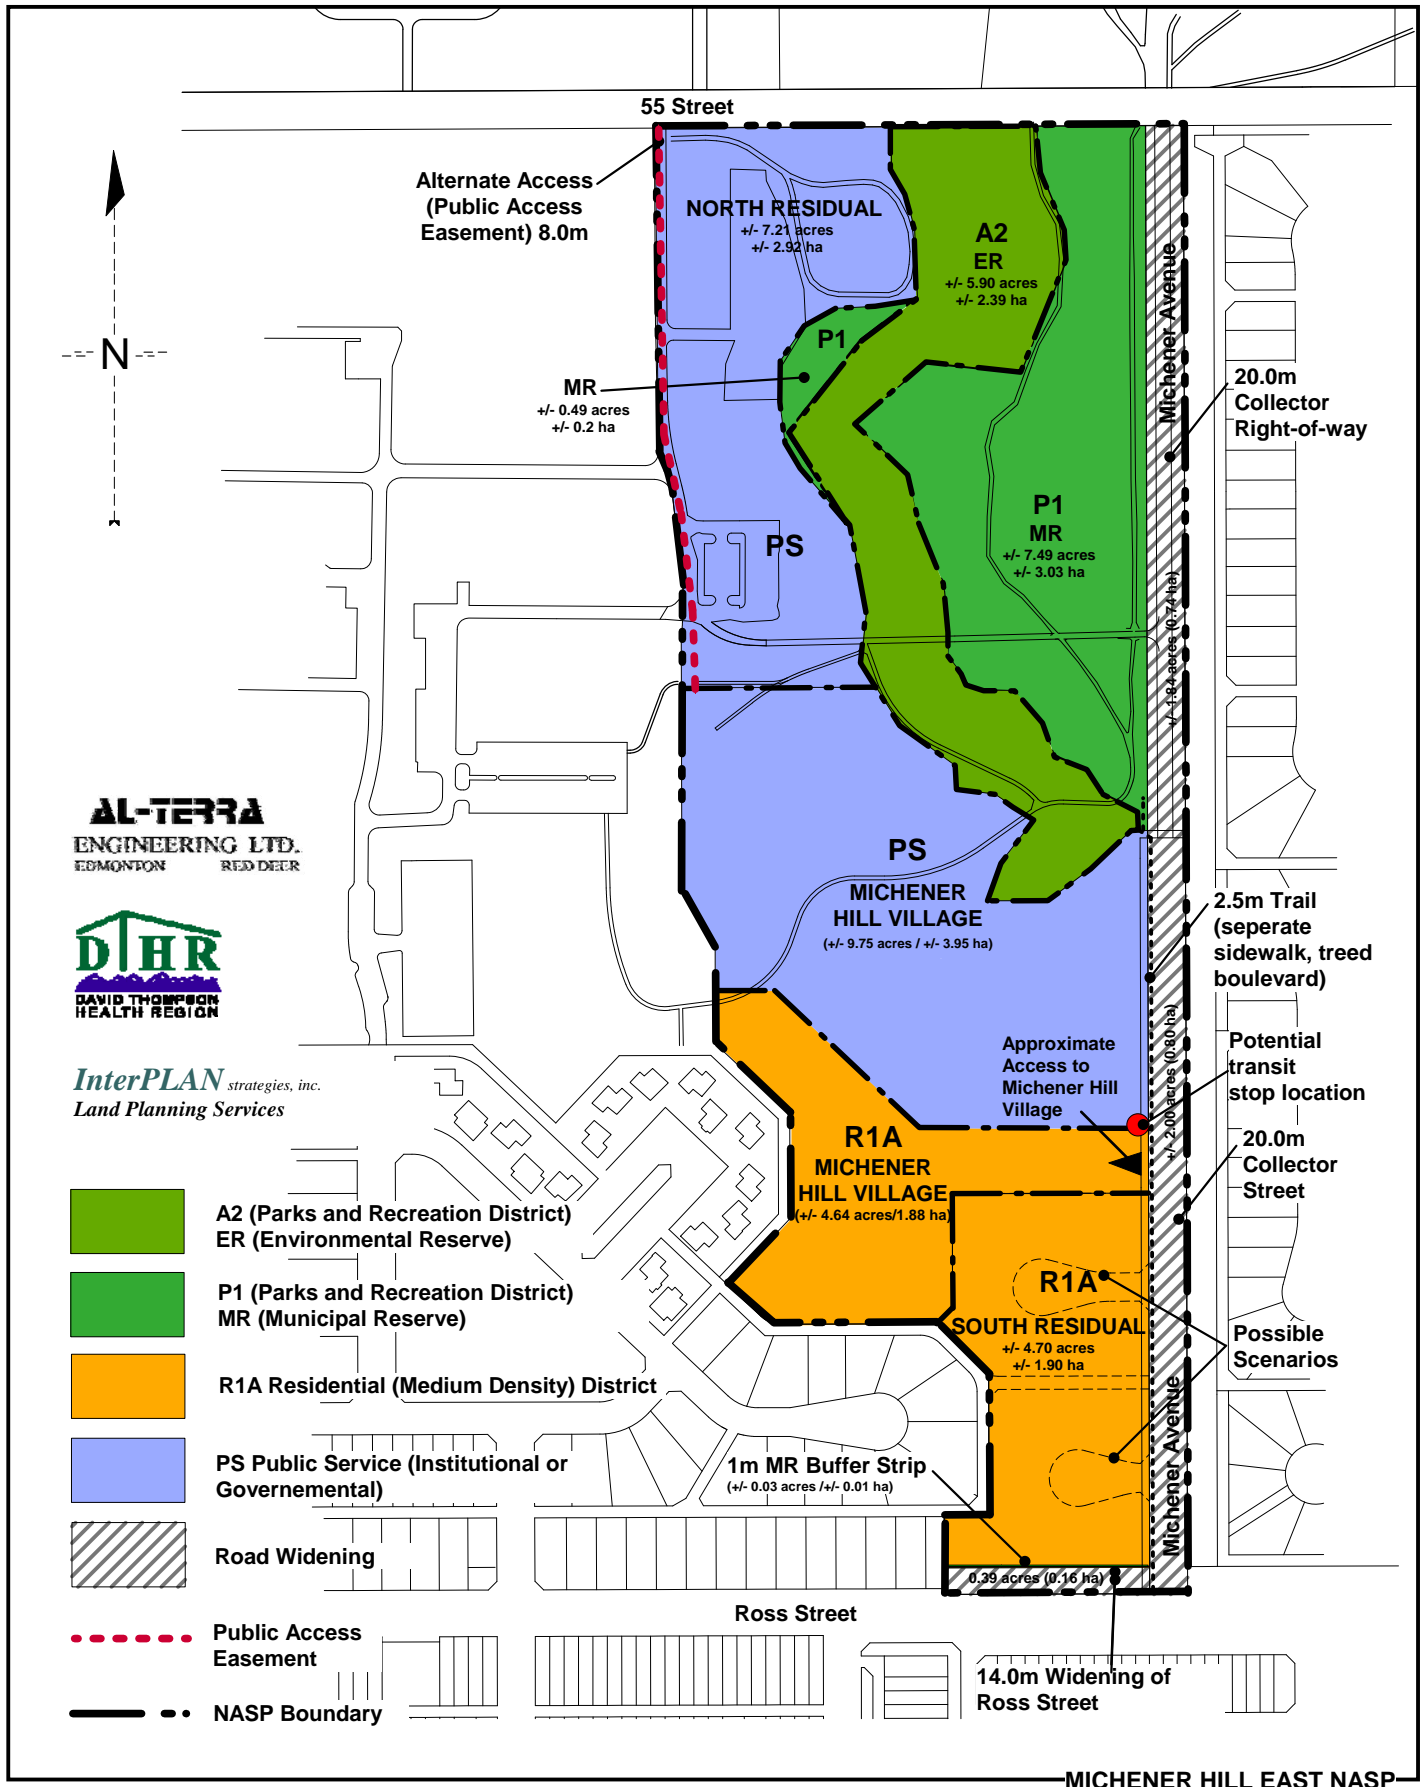 55 Street
Alternate Access
(Public Access
Easement) 8.0m
NORTH RESIDUAL
+/- 7.21 acres
+/- 2.92 ha
A2
ER
+/- 5.90 acres
+/- 2.39 ha
Michener Avenue
N
P1
MR
+/- 0.49 acres
+/- 0.2 ha
20.0m
Collector
Right-of-way
P1
MR
+/- 7.49 acres
+/- 3.03 ha
PS
+/- 1.84 acres (0.74 ha)
AL-TERRA
ENGINEERING LTD.
EDMONTON RED DEER
PS
MICHENER
HILL VILLAGE
(+/- 9.75 acres / +/- 3.95 ha)
2.5m Trail
(seperate
sidewalk, treed
boulevard)
DTHR
DAVID THOMPSON
HEALTH REGION
+/- 2.00 acres (0.80 ha)
Approximate
Access to
Michener Hill
Village
Potential
transit
stop location
InterPLAN strategies, inc.
Land Planning Services
R1A
MICHENER
HILL VILLAGE
(+/- 4.64 acres/1.88 ha)
20.0m
Collector
Street
A2 (Parks and Recreation District)
ER (Environmental Reserve)
P1 (Parks and Recreation District)
MR (Municipal Reserve)
R1A
SOUTH RESIDUAL
+/- 4.70 acres
+/- 1.90 ha
Possible
Scenarios
R1A Residential (Medium Density) District
Michener Avenue
PS Public Service (Institutional or
Governemental)
1m MR Buffer Strip
(+/- 0.03 acres /+/- 0.01 ha)
Road Widening
0.39 acres (0.16 ha)
Ross Street
Public Access
Easement
14.0m Widening of
Ross Street
NASP Boundary
MICHENER HILL EAST NASP